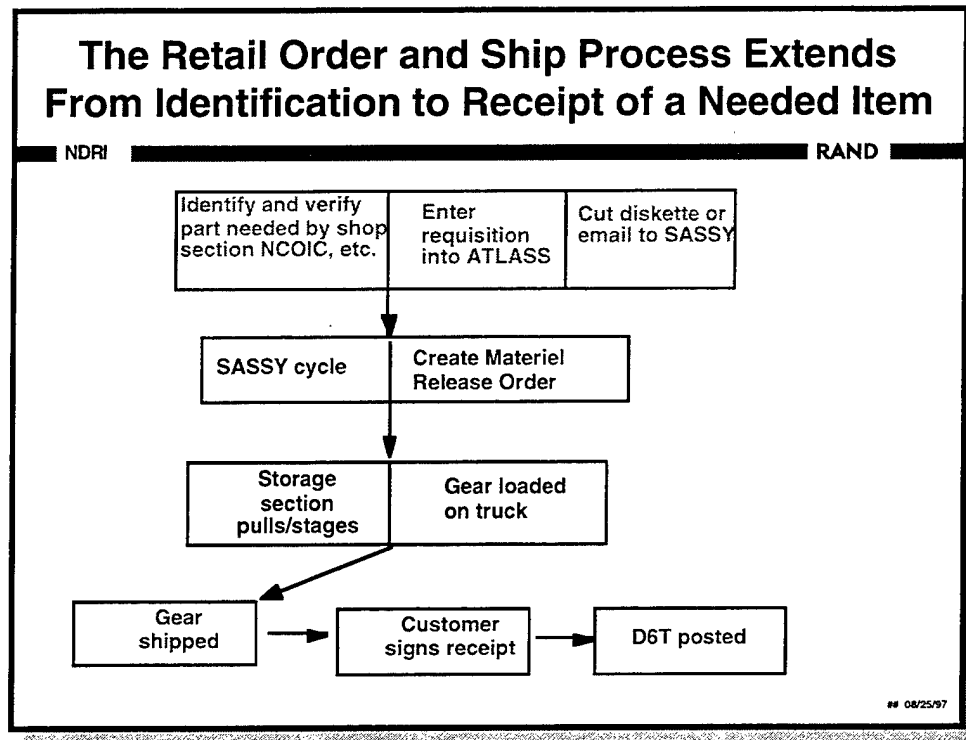 The Retail Order and Ship Process Extends
From Identification to Receipt of a Needed Item
NDRI
RAND
Identify and verify
part needed by shop
section NCOIC, etc.
Enter
requisition
into ATLASS
Cut diskette or
email to SASSY
SASSY cycle
Create Materiel
Release Order
Storage
section
pulls/stages
Gear loaded
on truck
Gear
shipped
Customer
signs receipt
D6T posted
## 08/25/97